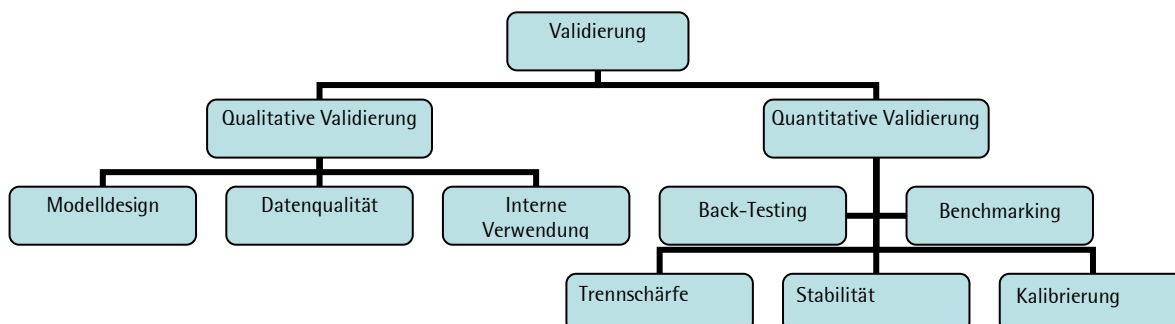 Validierung
Qualitative Validierung
Quantitative Validierung
Modelldesign
Datenqualität
Interne
Verwendung
Back-Testing
Benchmarking
Trennschärfe
Stabilität
Kalibrierung